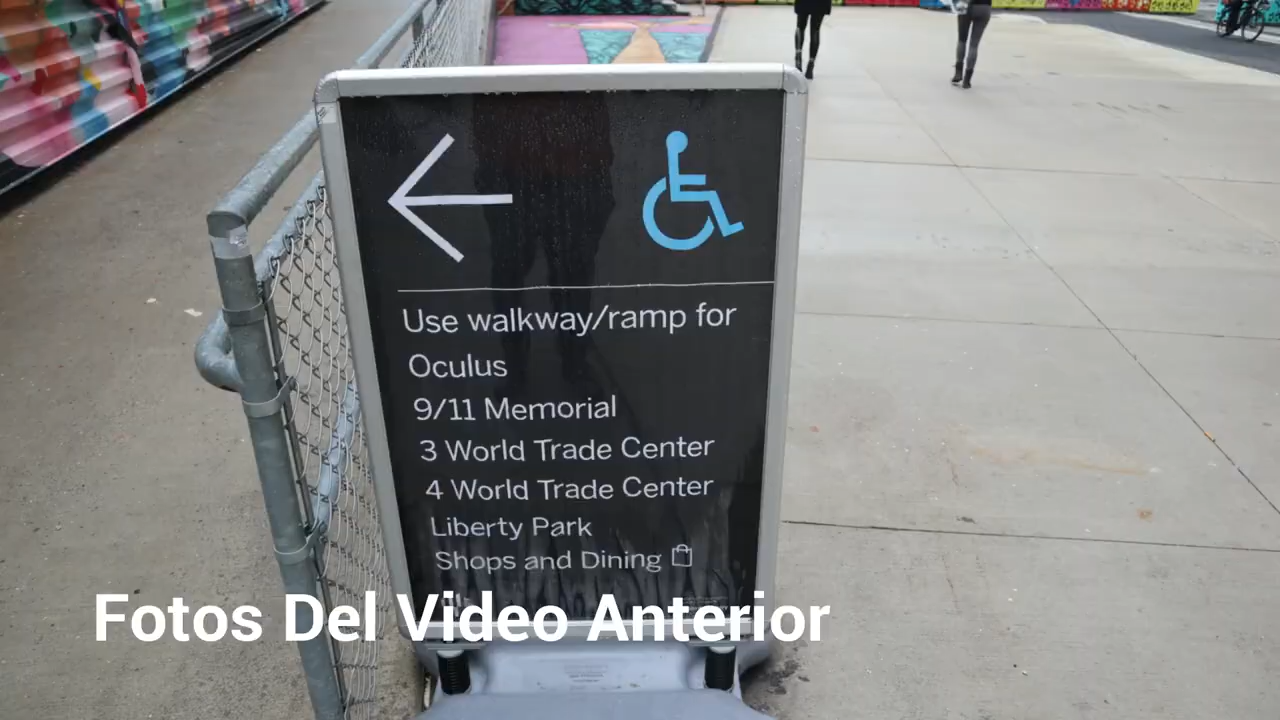 Use walkway/ramp for
Oculus
9/11 Memorial
3 World Trade Center
4 World Trade Center
Liberty Park
Shops and Dining
Fotos Del Video Anterior